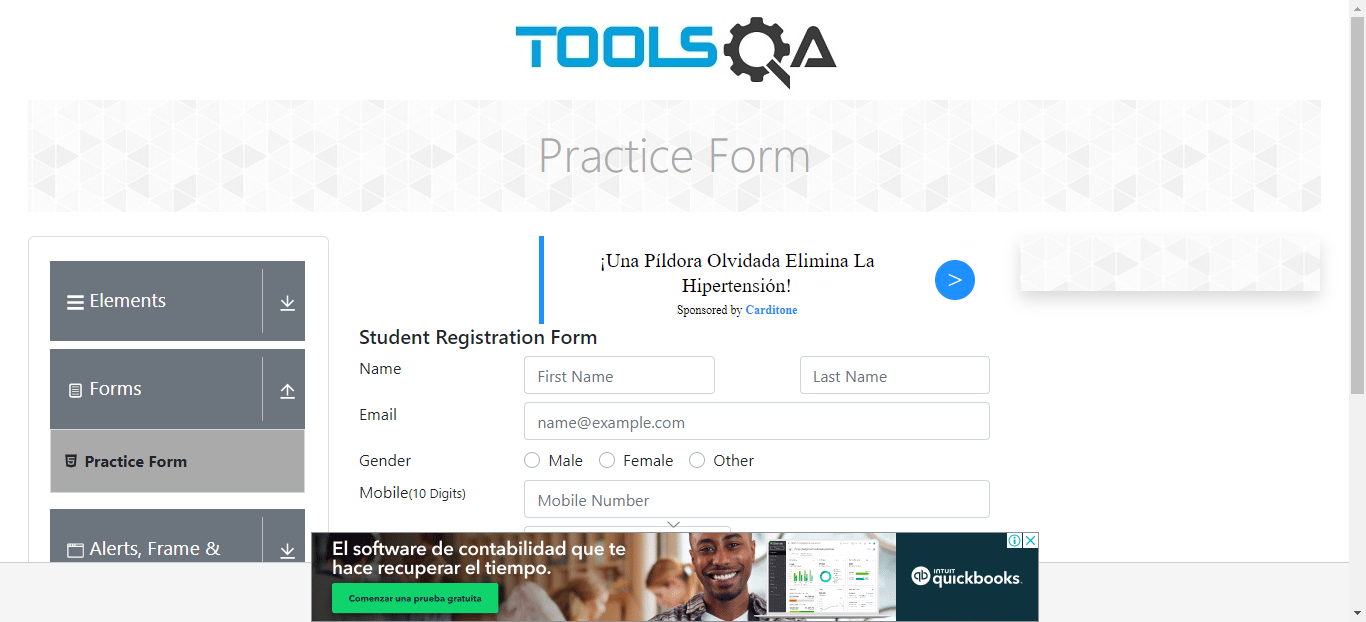 TOOLSQA
Practice Form
Elements
Forms
Practice Form
Alerts, Frame &
¡Una Píldora Olvidada Elimina La
Hipertensión!
Sponsored by Carditone
>
Student Registration Form
Name
First Name
Last Name
Email
name@example.com
Gender
Male
Female
Other
Mobile(10 Digits)
Mobile Number
El software de contabilidad que te
hace recuperar el tiempo.
Comenzar una prueba gratuita
INTUIT
quickbooks.